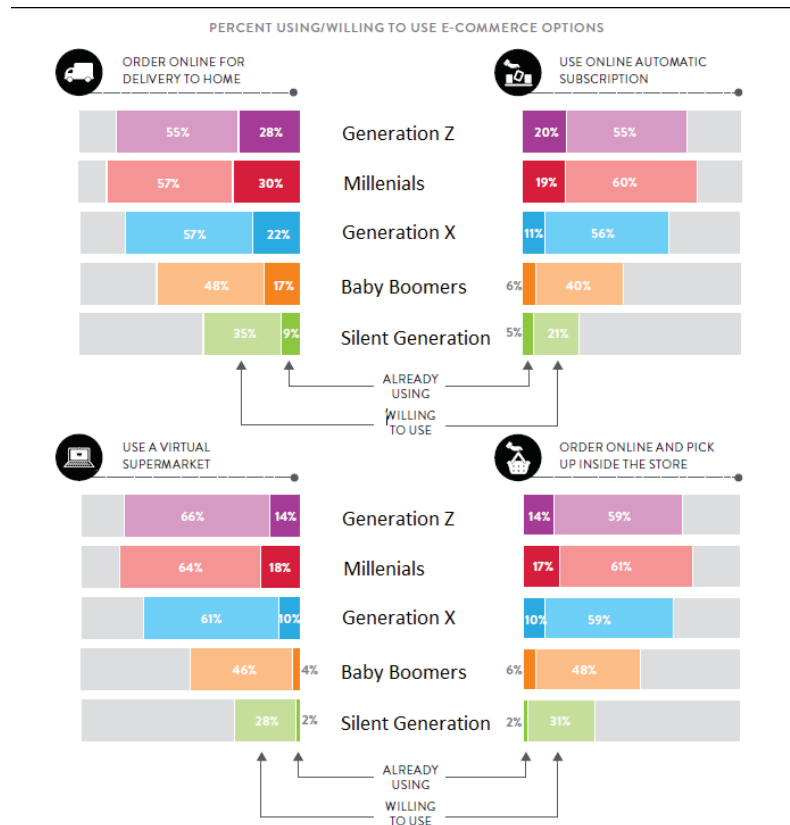 PERCENT USING/WILLING TO USE E-COMMERCE OPTIONS
ORDER ONLINE FOR
DELIVERY TO HOME
USE ONLINE AUTOMATIC
SUBSCRIPTION
55% 28% Generation Z 20% 55%
57% 30% Millenials 19% 60%
57% 22% Generation X 11% 56%
48% 17% Baby Boomers 6% 40%
35% 9% Silent Generation 5% 21%
ALREADY
USING
WILLING
TO USE
USE A VIRTUAL
SUPERMARKET
ORDER ONLINE AND PICK
UP INSIDE THE STORE
66% 14% Generation Z 14% 59%
64% 18% Millenials 17% 61%
61% 10% Generation X 10% 59%
46% 4% Baby Boomers 6% 48%
28% 2% Silent Generation 2% 31%
ALREADY
USING
WILLING
TO USE